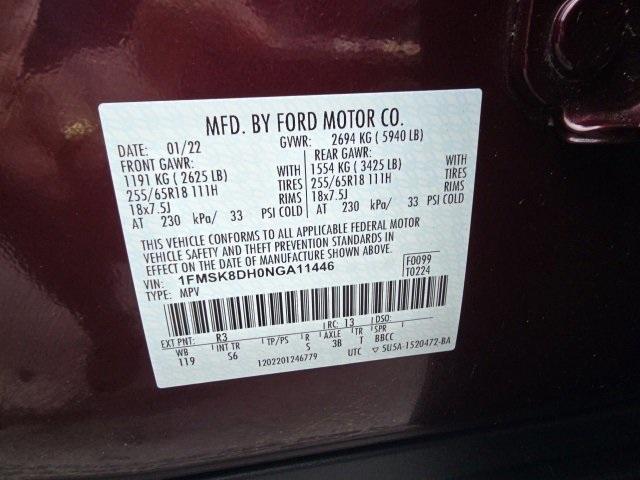 MFD. BY FORD MOTOR CO.
DATE: 01/22 GVWR: 2694 KG ( 5940 LB)
FRONT GAWR: REAR GAWR:
1191 KG ( 2625 LB) WITH 1554 KG ( 3425 LB) WITH
255/65R18 111H TIRES 255/65R18 111H TIRES
18x7.5J RIMS 18x7.5J RIMS
AT 230 kPa/ 33 PSI COLD AT 230 kPa/ 33 PSI COLD
THIS VEHICLE CONFORMS TO ALL APPLICABLE FEDERAL MOTOR
VEHICLE SAFETY AND THEFT PREVENTION STANDARDS IN
EFFECT ON THE DATE OF MANUFACTURE SHOWN ABOVE.
VIN: 1FMSK8DH0NGA11446 F0099
TYPE: MPV T0224
EXT PNT: R3 RC: 13
WB INT TR TP/PS R AXLE TR SPR
119 S6 S 3B T BBCC
1202201246779 UTC ▽ 5U5A-1520472-BA